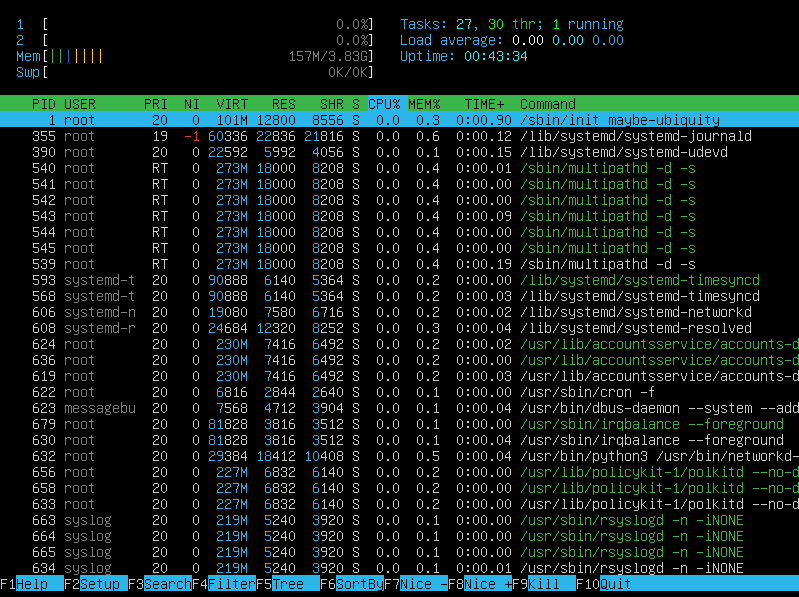 1 [ 0.0%] Tasks: 27, 30 thr; 1 running
2 [ 0.0%] Load average: 0.00 0.00 0.00
Mem[||||||| 157M/3.83G] Uptime: 00:43:34
Swp[ 0K/0K]
PID USER PRI NI VIRT RES SHR S CPU% MEM% TIME+ Command
1 root 20 0 101M 12800 8556 S 0.0 0.3 0:00.90 /sbin/init maybe-ubiquity
355 root 19 -1 60336 22836 21816 S 0.0 0.6 0:00.12 /lib/systemd/systemd-journald
390 root 20 0 22592 5992 4056 S 0.0 0.1 0:00.15 /lib/systemd/systemd-udevd
540 root RT 0 273M 18000 8208 S 0.0 0.4 0:00.01 /sbin/multipathd -d -s
541 root RT 0 273M 18000 8208 S 0.0 0.4 0:00.00 /sbin/multipathd -d -s
542 root RT 0 273M 18000 8208 S 0.0 0.4 0:00.00 /sbin/multipathd -d -s
543 root RT 0 273M 18000 8208 S 0.0 0.4 0:00.09 /sbin/multipathd -d -s
544 root RT 0 273M 18000 8208 S 0.0 0.4 0:00.00 /sbin/multipathd -d -s
545 root RT 0 273M 18000 8208 S 0.0 0.4 0:00.00 /sbin/multipathd -d -s
539 root RT 0 273M 18000 8208 S 0.0 0.4 0:00.19 /sbin/multipathd -d -s
593 systemd-t 20 0 90888 6140 5364 S 0.0 0.2 0:00.00 /lib/systemd/systemd-timesyncd
568 systemd-t 20 0 90888 6140 5364 S 0.0 0.2 0:00.03 /lib/systemd/systemd-timesyncd
606 systemd-n 20 0 19080 7580 6716 S 0.0 0.2 0:00.02 /lib/systemd/systemd-networkd
608 systemd-r 20 0 24684 12320 8252 S 0.0 0.3 0:00.04 /lib/systemd/systemd-resolved
624 root 20 0 230M 7416 6492 S 0.0 0.2 0:00.02 /usr/lib/accountsservice/accounts-d
636 root 20 0 230M 7416 6492 S 0.0 0.2 0:00.00 /usr/lib/accountsservice/accounts-d
619 root 20 0 230M 7416 6492 S 0.0 0.2 0:00.03 /usr/lib/accountsservice/accounts-d
622 root 20 0 6816 2844 2640 S 0.0 0.1 0:00.00 /usr/sbin/cron -f
623 messagebu 20 0 7568 4712 3904 S 0.0 0.1 0:00.04 /usr/bin/dbus-daemon --system --add
679 root 20 0 81828 3816 3512 S 0.0 0.1 0:00.00 /usr/sbin/irqbalance --foreground
630 root 20 0 81828 3816 3512 S 0.0 0.1 0:00.04 /usr/sbin/irqbalance --foreground
632 root 20 0 29384 18412 10408 S 0.0 0.5 0:00.04 /usr/bin/python3 /usr/bin/networkd-
656 root 20 0 227M 6832 6140 S 0.0 0.2 0:00.00 /usr/lib/policykit-1/polkitd --no-d
658 root 20 0 227M 6832 6140 S 0.0 0.2 0:00.00 /usr/lib/policykit-1/polkitd --no-d
633 root 20 0 227M 6832 6140 S 0.0 0.2 0:00.00 /usr/lib/policykit-1/polkitd --no-d
663 syslog 20 0 219M 5240 3920 S 0.0 0.1 0:00.00 /usr/sbin/rsyslogd -n -iNONE
664 syslog 20 0 219M 5240 3920 S 0.0 0.1 0:00.00 /usr/sbin/rsyslogd -n -iNONE
665 syslog 20 0 219M 5240 3920 S 0.0 0.1 0:00.00 /usr/sbin/rsyslogd -n -iNONE
634 syslog 20 0 219M 5240 3920 S 0.0 0.1 0:00.01 /usr/sbin/rsyslogd -n -iNONE
F1Help F2Setup F3SearchF4FilterF5Tree F6SortByF7Nice -F8Nice +F9Kill F10Quit